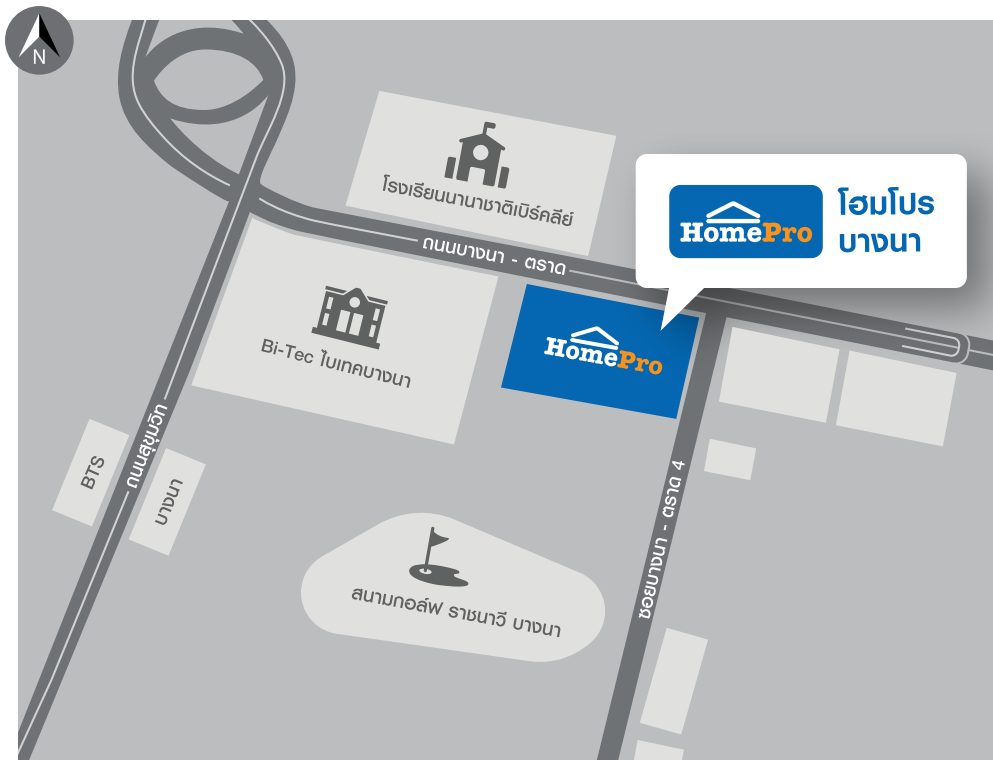 N
โรงเรียนนานาชาติเบิร์คลีย์
HomePro
โฮมโปร
บางนา
ถนนบางนา - ตราด
Bi-Tec ไบเทคบางนา
HomePro
ถนนสุขุมวิท
BTS
บางนา
ซอยบางนา - ตราด 4
สนามกอล์ฟ ราชนาวี บางนา